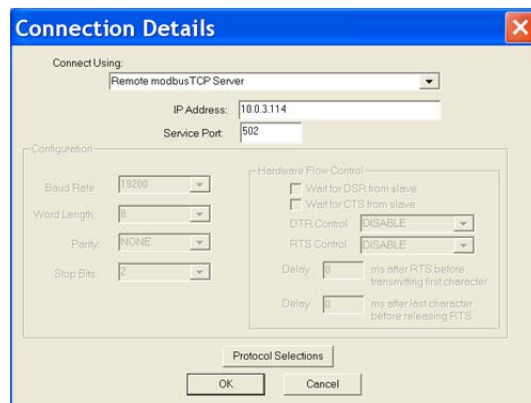 Connection Details
Connect Using:
Remote modbusTCP Server
IP Address: 10.0.3.114
Service Port: 502
Configuration
Baud Rate: 19200
Word Length: 8
Parity: NONE
Stop Bits: 2
Hardware Flow Control
Wait for DSR from slave
Wait for CTS from slave
DTR Control DISABLE
RTS Control DISABLE
Delay 0 ms after RTS before
transmitting first character
Delay 0 ms after last character
before releasing RTS
Protocol Selections
OK Cancel